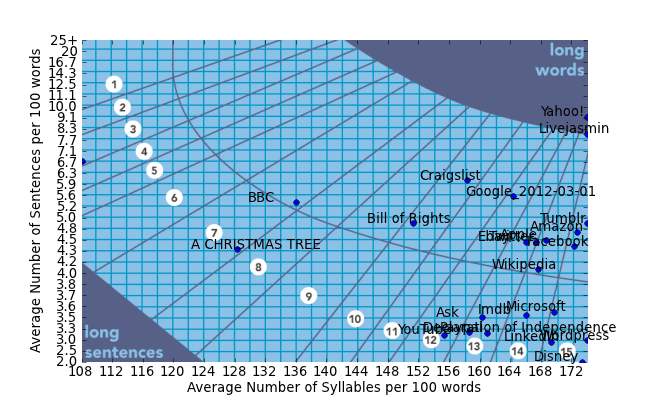 25+
20
16.7
14.3
12.5
11.1
10.0
9.1
8.3
7.7
7.1
6.7
6.3
5.9
5.6
5.2
5.0
4.8
4.5
4.3
4.2
4.0
3.8
3.7
3.6
3.5
3.3
3.0
2.5
2.0
Average Number of Sentences per 100 words
long
words
Yahoo!
Livejasmin
Craigslist
Google_2012-03-01
BBC
Bill of Rights
Tumblr
Amazon
Apple
A CHRISTMAS TREE
Facebook
Wikipedia
Microsoft
Imdb
Ask
Declaration of Independence
LinkedIn
Wordpress
Disney
1
2
3
4
5
6
7
8
9
10
11
12
13
14
15
long
sentences
108 112 116 120 124 128 132 136 140 144 148 152 156 160 164 168 172
Average Number of Syllables per 100 words